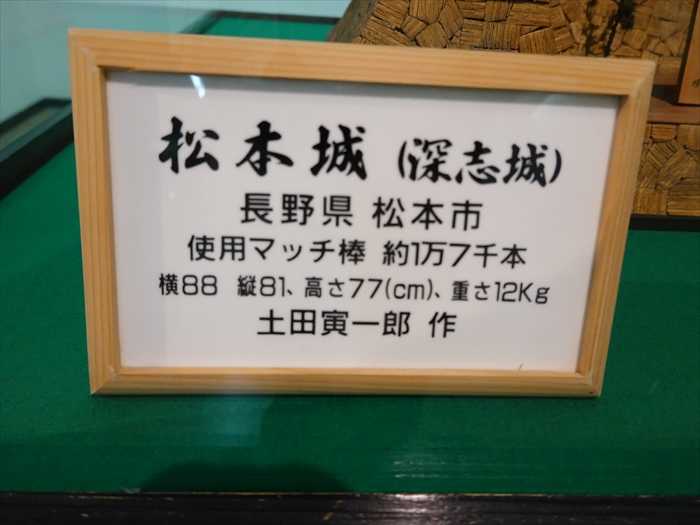 松本城(深志城)
長野県 松本市
使用マッチ棒 約1万7千本
横88 縦81、高さ77(cm)、重さ12Kg
土田寅一郎 作